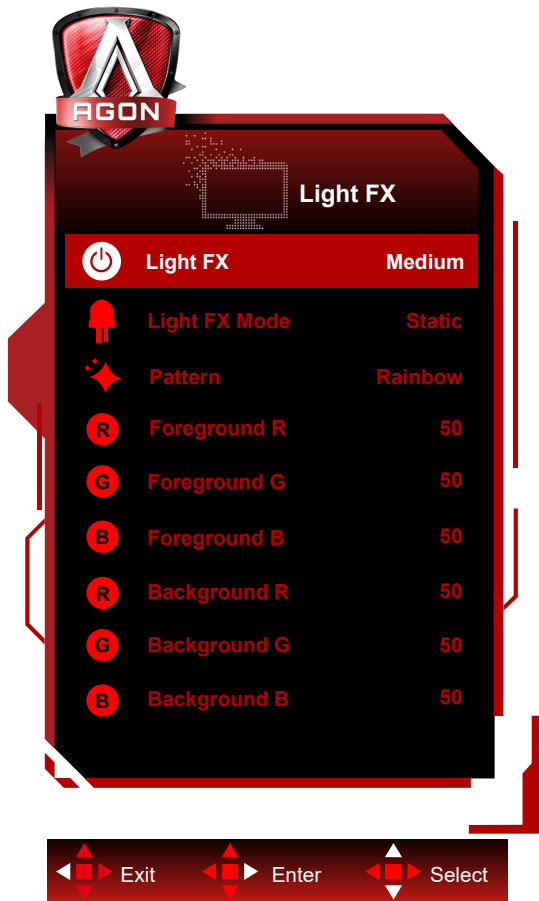 AGON
Light FX
Light FX Medium
Light FX Mode Static
Pattern Rainbow
R Foreground R 50
G Foreground G 50
B Foreground B 50
R Background R 50
G Background G 50
B Background B 50
Exit Enter Select